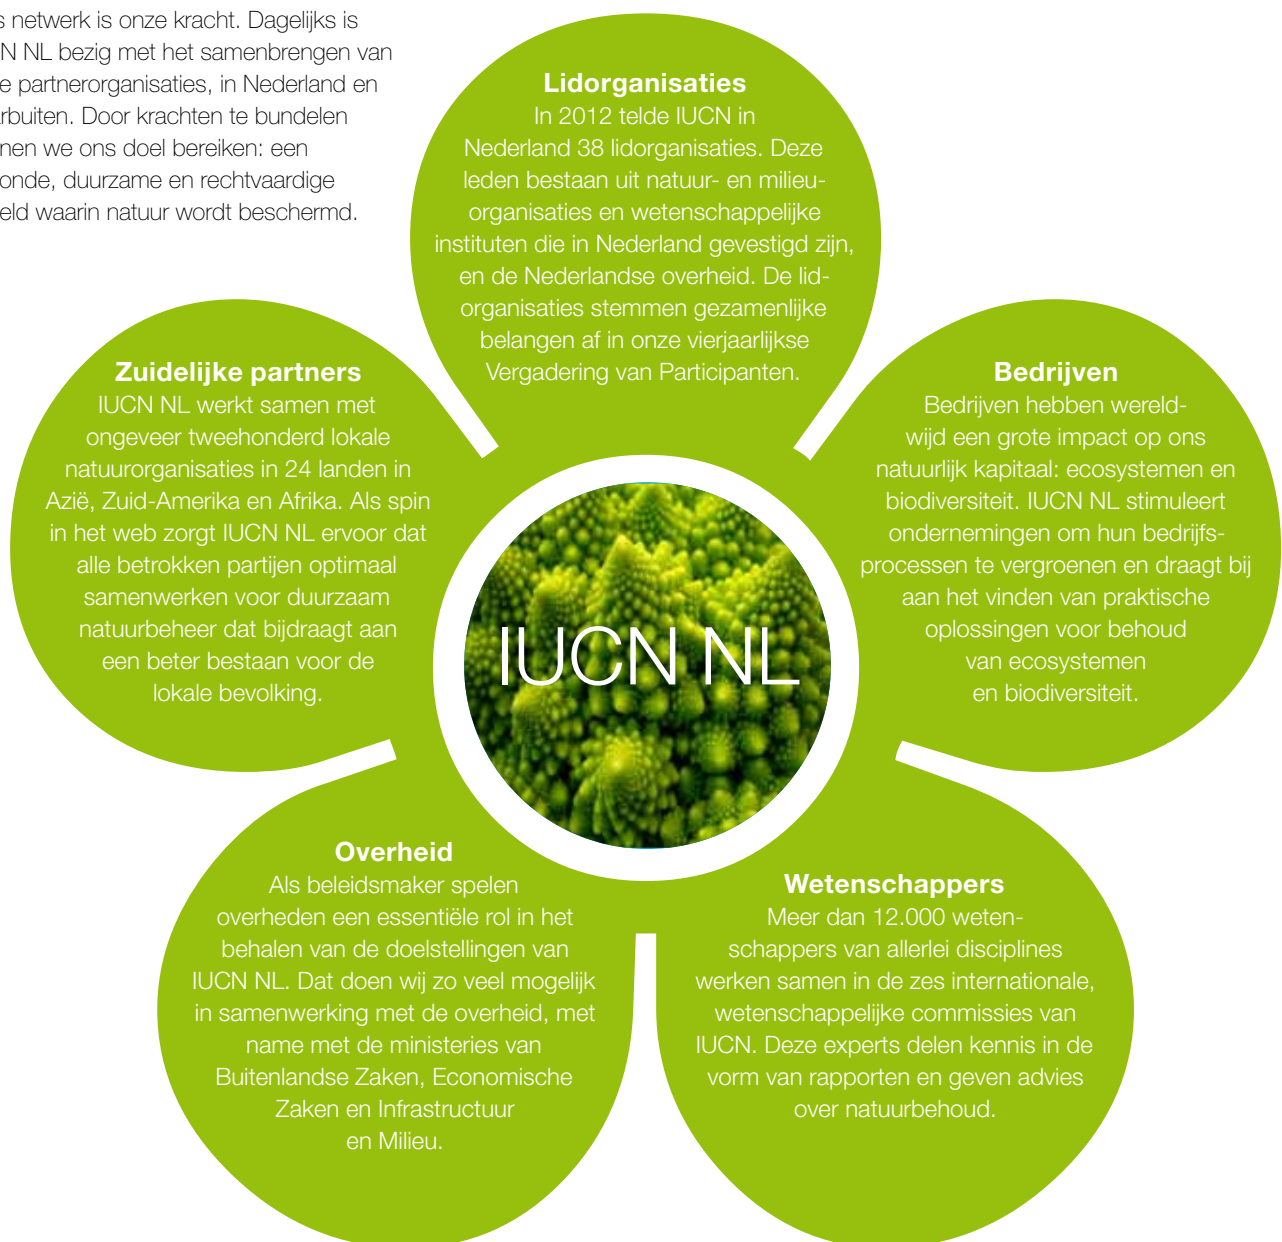 netwerk is onze kracht. Dagelijks is
NL bezig met het samenbrengen van
partnerorganisaties, in Nederland en
Door krachten te bundelen
we ons doel bereiken: een
duurzame en rechtvaardige
waarin natuur wordt beschermd.
Lidorganisaties
In 2012 telde IUCN in
Nederland 38 lidorganisaties. Deze
leden bestaan uit natuur- en milieu-
organisaties en wetenschappelijke
instituten die in Nederland gevestigd zijn,
en de Nederlandse overheid. De lid-
organisaties stemmen gezamenlijke
belangen af in onze vierjaarlijkse
Vergadering van Participanten.
Zuidelijke partners
IUCN NL werkt samen met
ongeveer tweehonderd lokale
natuurorganisaties in 24 landen in
Azië, Zuid-Amerika en Afrika. Als spin
in het web zorgt IUCN NL ervoor dat
alle betrokken partijen optimaal
samenwerken voor duurzaam
natuurbeheer dat bijdraagt aan
een beter bestaan voor de
lokale bevolking.
Bedrijven
Bedrijven hebben wereld-
wijd een grote impact op ons
natuurlijk kapitaal: ecosystemen en
biodiversiteit. IUCN NL stimuleert
ondernemingen om hun bedrijfs-
processen te vergroenen en draagt bij
aan het vinden van praktische
oplossingen voor behoud
van ecosystemen
en biodiversiteit.
IUCN NL
Overheid
Als beleidsmaker spelen
overheden een essentiële rol in het
behalen van de doelstellingen van
IUCN NL. Dat doen wij zo veel mogelijk
in samenwerking met de overheid, met
name met de ministeries van
Buitenlandse Zaken, Economische
Zaken en Infrastructuur
en Milieu.
Wetenschappers
Meer dan 12.000 weten-
schappers van allerlei disciplines
werken samen in de zes internationale,
wetenschappelijke commissies van
IUCN. Deze experts delen kennis in de
vorm van rapporten en geven advies
over natuurbehoud.